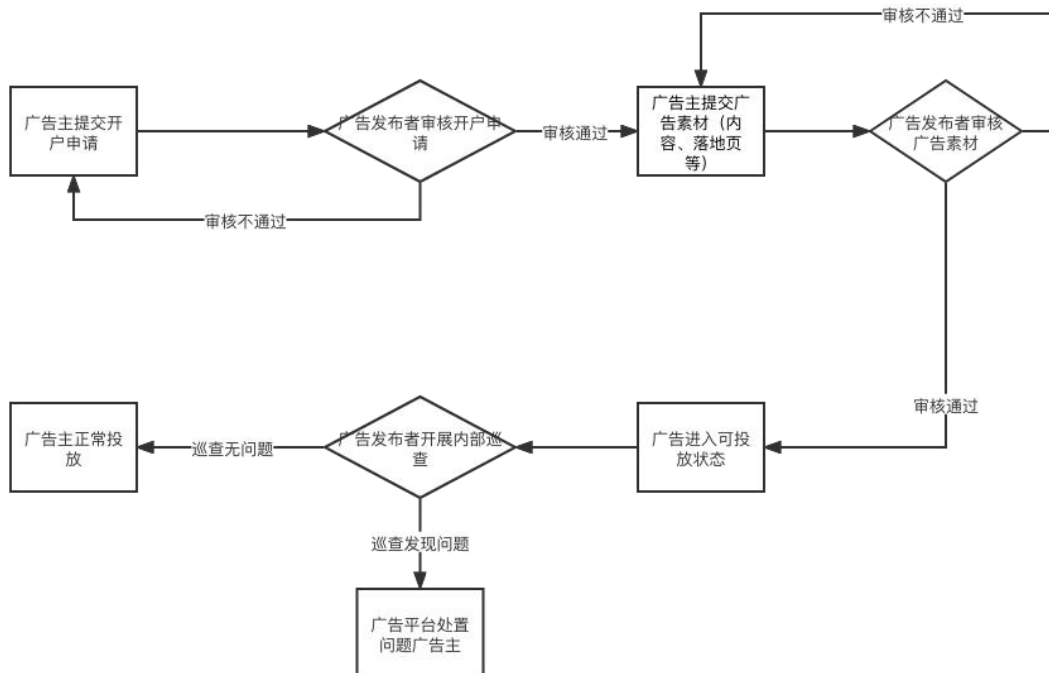 审核不通过
广告主提交开
户申请
广告发布者审核开户申
请
审核通过
广告主提交广
告素材（内
容、落地页
等）
广告发布者审核
广告素材
审核不通过
审核通过
广告主正常投
放
巡查无问题
广告发布者开展内部巡
查
广告进入可投
放状态
巡查发现问题
广告平台处置
问题广告主